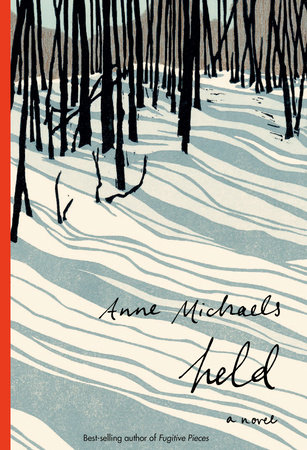 Anne Michaels
held
a novel
Best-selling author of Fugitive Pieces